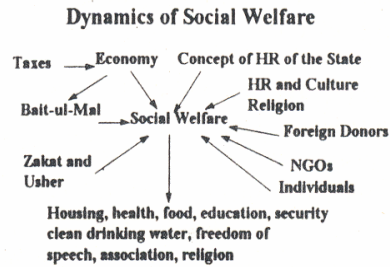 Dynamics of Social Welfare
Taxes
Economy
Concept of HR of the State
HR and Culture
Religion
Bait-ul-Mal
Social Welfare
Foreign Donors
Zakat and
Usher
NGOs
Individuals
Housing, health, food, education, security
clean drinking water, freedom of
speech, association, religion